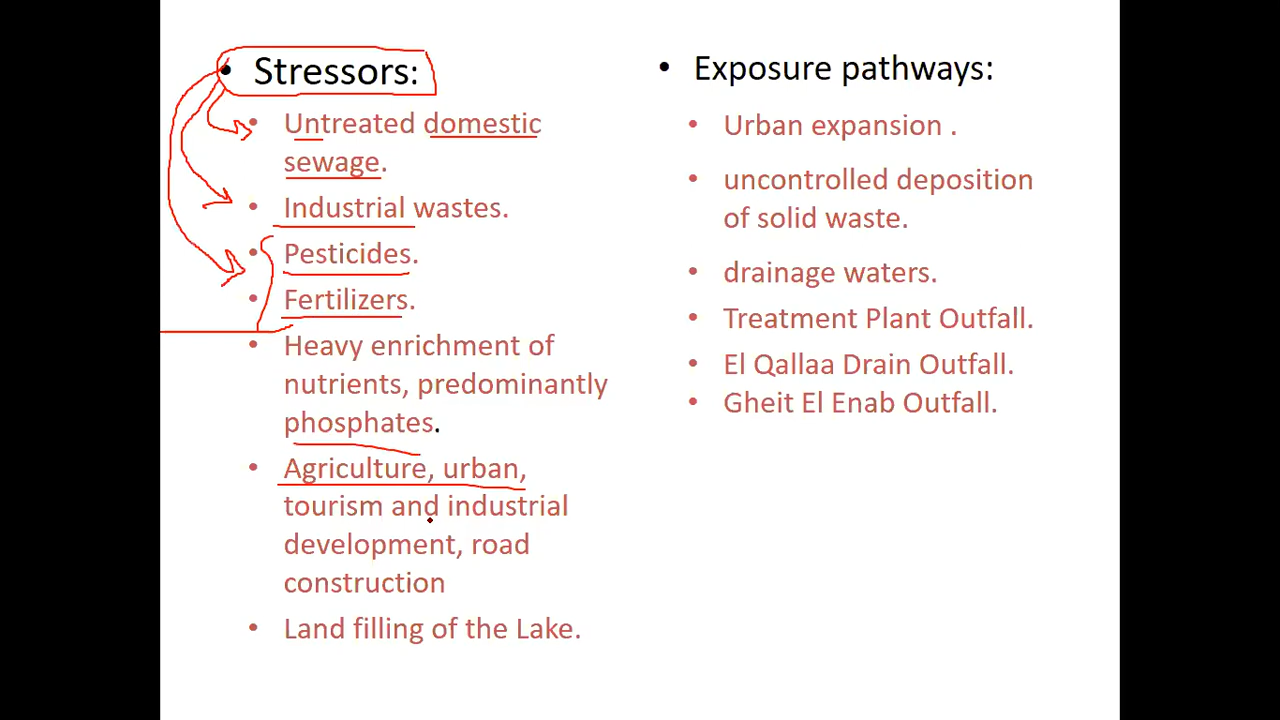 • Stressors:
• Untreated domestic
sewage.
• Industrial wastes.
• Pesticides.
• Fertilizers.
• Heavy enrichment of
nutrients, predominantly
phosphates.
• Agriculture, urban,
tourism and industrial
development, road
construction
• Land filling of the Lake.
• Exposure pathways:
• Urban expansion .
• uncontrolled deposition
of solid waste.
• drainage waters.
• Treatment Plant Outfall.
• El Qallaa Drain Outfall.
• Gheit El Enab Outfall.